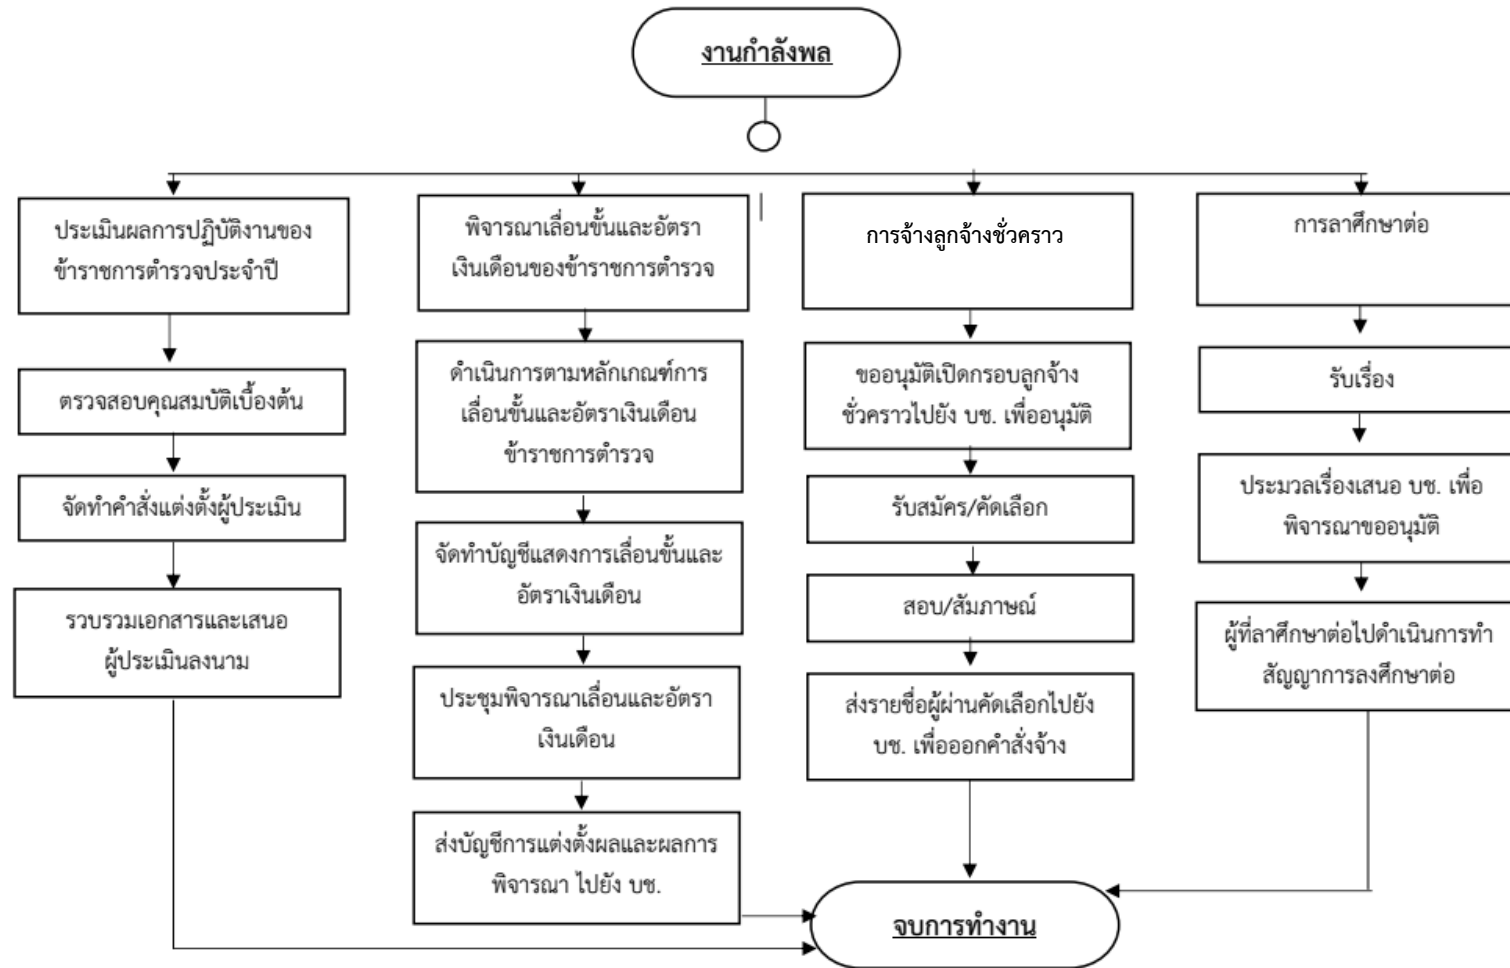 งานกำลังพล
ประเมินผลการปฏิบัติงานของ
ข้าราชการตำรวจประจำปี
ตรวจสอบคุณสมบัติเบื้องต้น
จัดทำคำสั่งแต่งตั้งผู้ประเมิน
รวบรวมเอกสารและเสนอ
ผู้ประเมินลงนาม
พิจารณาเลื่อนขั้นและอัตรา
เงินเดือนของข้าราชการตำรวจ
ดำเนินการตามหลักเกณฑ์การ
เลื่อนขั้นและอัตราเงินเดือน
ข้าราชการตำรวจ
จัดทำบัญชีแสดงการเลื่อนขั้นและ
อัตราเงินเดือน
ประชุมพิจารณาเลื่อนและอัตรา
เงินเดือน
ส่งบัญชีการแต่งตั้งผลและผลการ
พิจารณา ไปยัง บช.
การจ้างลูกจ้างชั่วคราว
ขออนุมัติเปิดกรอบลูกจ้าง
ชั่วคราวไปยัง บช. เพื่ออนุมัติ
รับสมัคร/คัดเลือก
สอบ/สัมภาษณ์
ส่งรายชื่อผู้ผ่านคัดเลือกไปยัง
บช. เพื่อออกคำสั่งจ้าง
การลาศึกษาต่อ
รับเรื่อง
ประมวลเรื่องเสนอ บช. เพื่อ
พิจารณาขออนุมัติ
ผู้ที่ลาศึกษาต่อไปดำเนินการทำ
สัญญาการลงศึกษาต่อ
จบการทำงาน